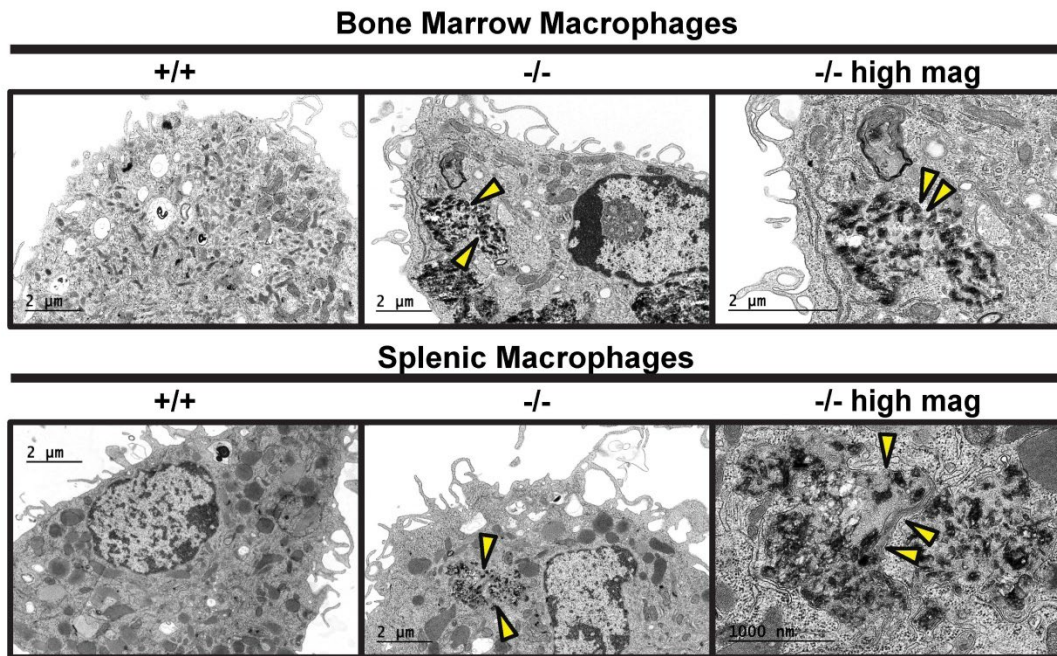 Bone Marrow Macrophages
+/+ -/- -/- high mag
2 µm 2 µm 2 µm
Splenic Macrophages
+/+ -/- -/- high mag
2 µm 2 µm 1000 nm